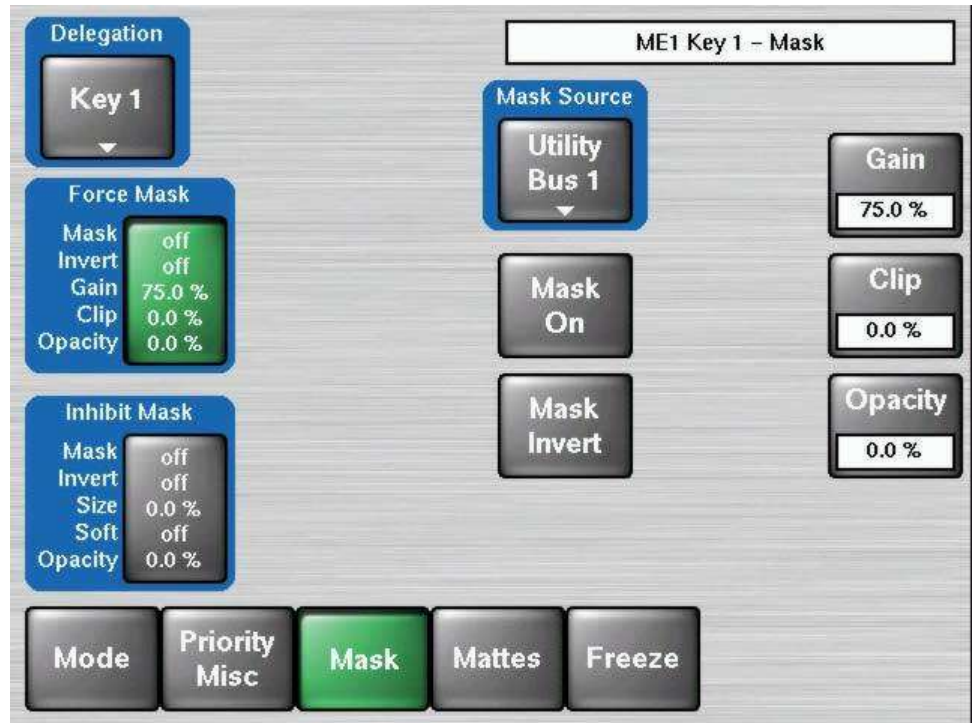 Delegation
Key 1
ME1 Key 1 – Mask
Mask Source
Utility
Bus 1
Gain
75.0 %
Force Mask
Mask off
Invert off
Gain 75.0 %
Clip 0.0 %
Opacity 0.0 %
Mask
On
Clip
0.0 %
Inhibit Mask
Mask off
Invert off
Size 0.0 %
Soft off
Opacity 0.0 %
Mask
Invert
Opacity
0.0 %
Mode
Priority
Misc
Mask
Mattes
Freeze